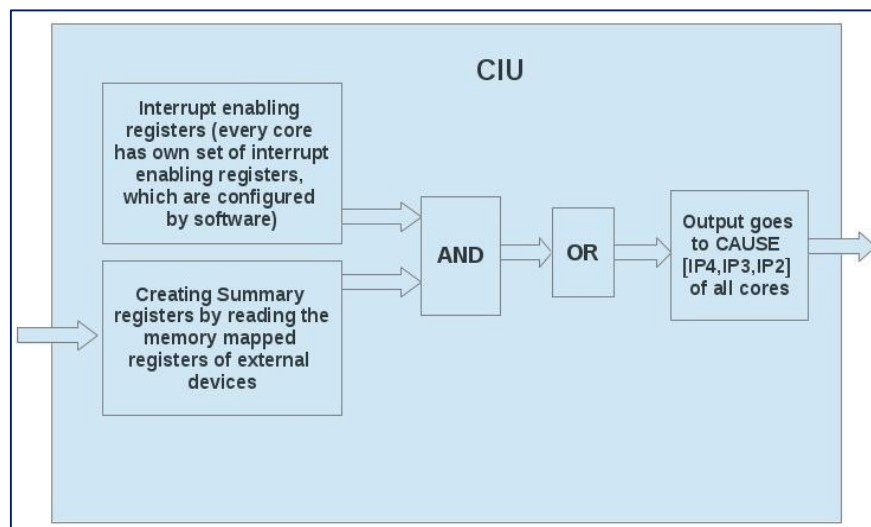 CIU
Interrupt enabling
registers (every core
has own set of interrupt
enabling registers,
which are configured
by software)
Creating Summary
registers by reading the
memory mapped
registers of external
devices
AND
OR
Output goes
to CAUSE
[IP4,IP3,IP2]
of all cores